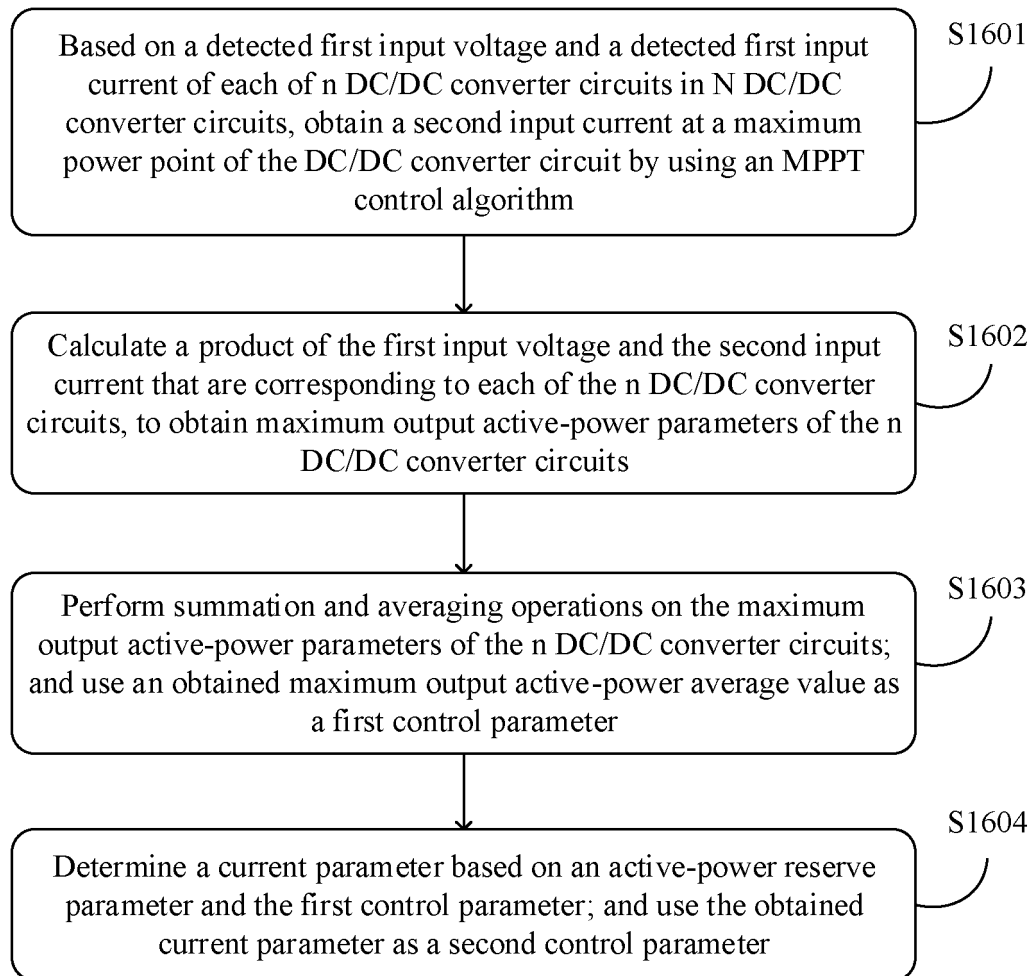 Based on a detected first input voltage and a detected first input
current of each of n DC/DC converter circuits in N DC/DC
converter circuits, obtain a second input current at a maximum
power point of the DC/DC converter circuit by using an MPPT
control algorithm
S1601
Calculate a product of the first input voltage and the second input
current that are corresponding to each of the n DC/DC converter
circuits, to obtain maximum output active-power parameters of the n
DC/DC converter circuits
S1602
Perform summation and averaging operations on the maximum
output active-power parameters of the n DC/DC converter circuits;
and use an obtained maximum output active-power average value as
a first control parameter
S1603
Determine a current parameter based on an active-power reserve
parameter and the first control parameter; and use the obtained
current parameter as a second control parameter
S1604